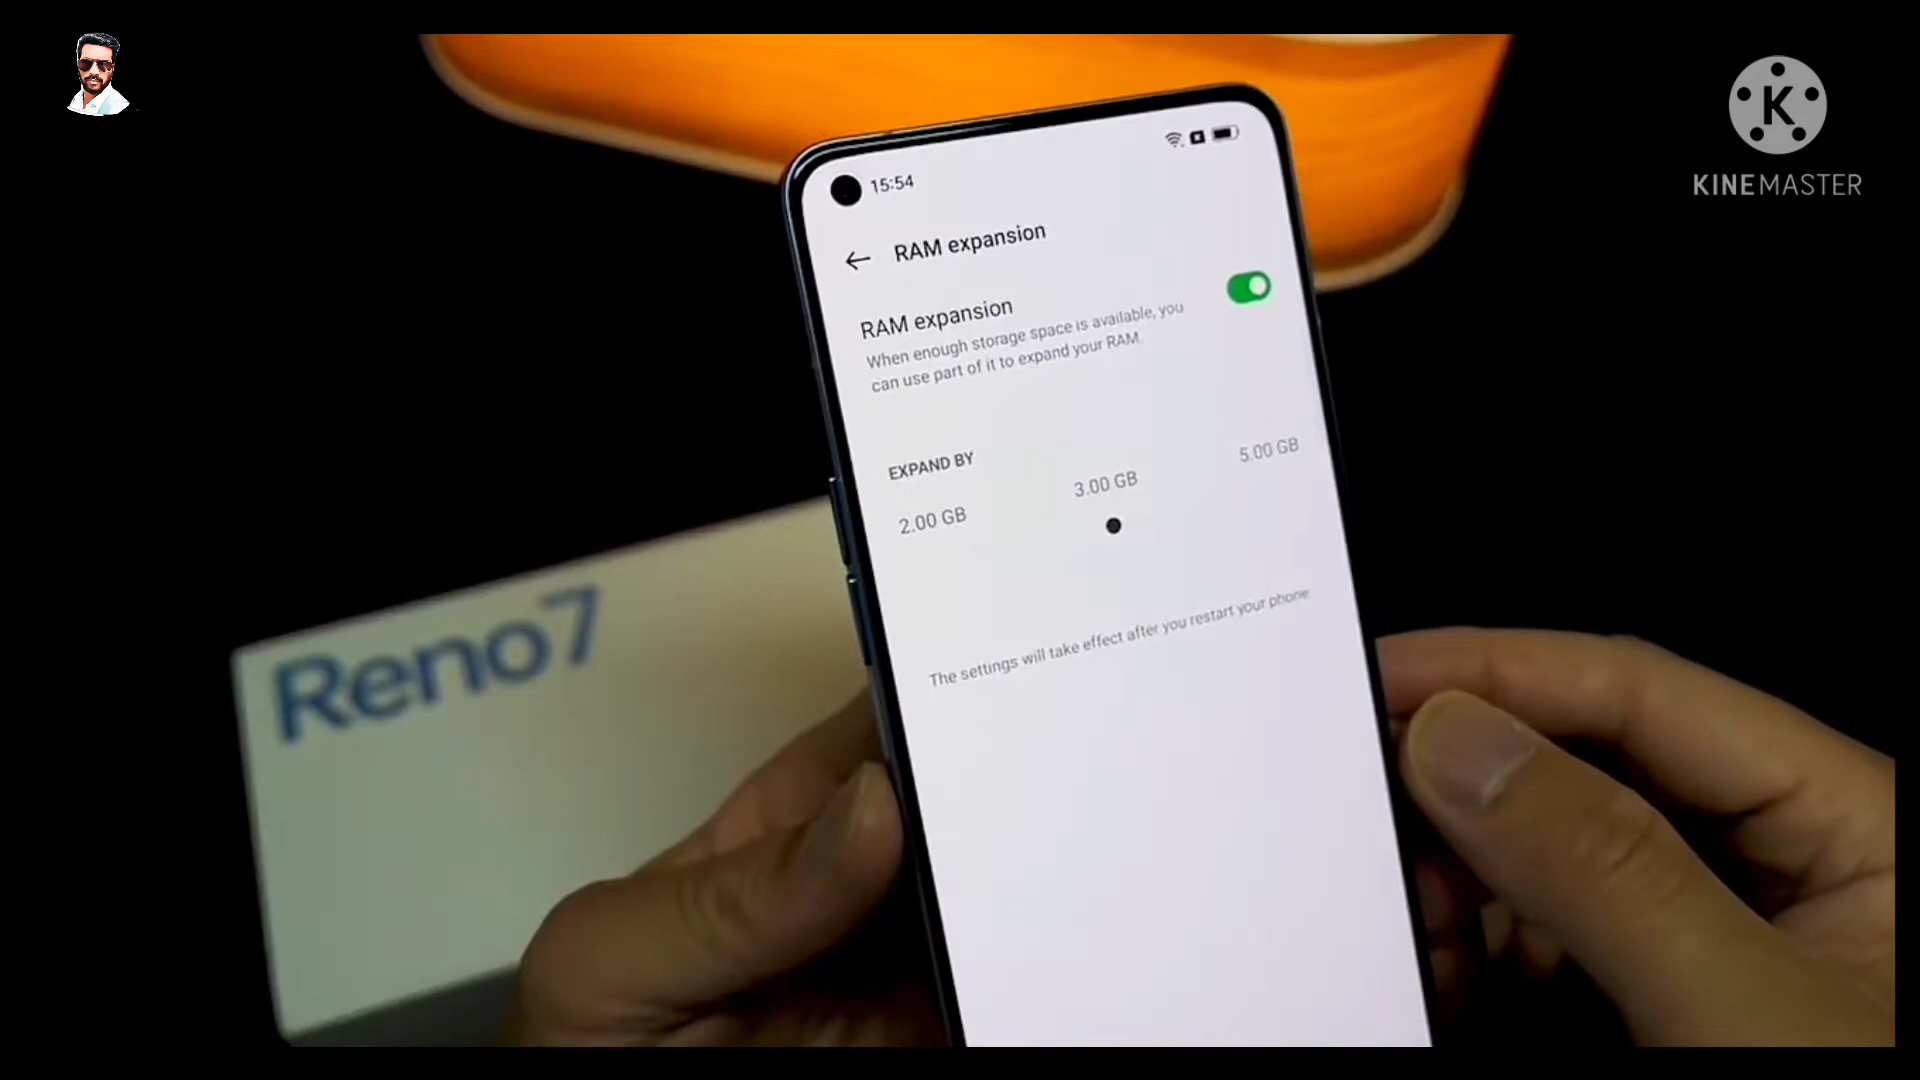 KINEMASTER
15:54
RAM expansion
RAM expansion
When enough storage space is available, you
can use part of it to expand your RAM.
EXPAND BY
2.00 GB
3.00 GB
5.00 GB
The settings will take effect after you restart your phone
Reno7